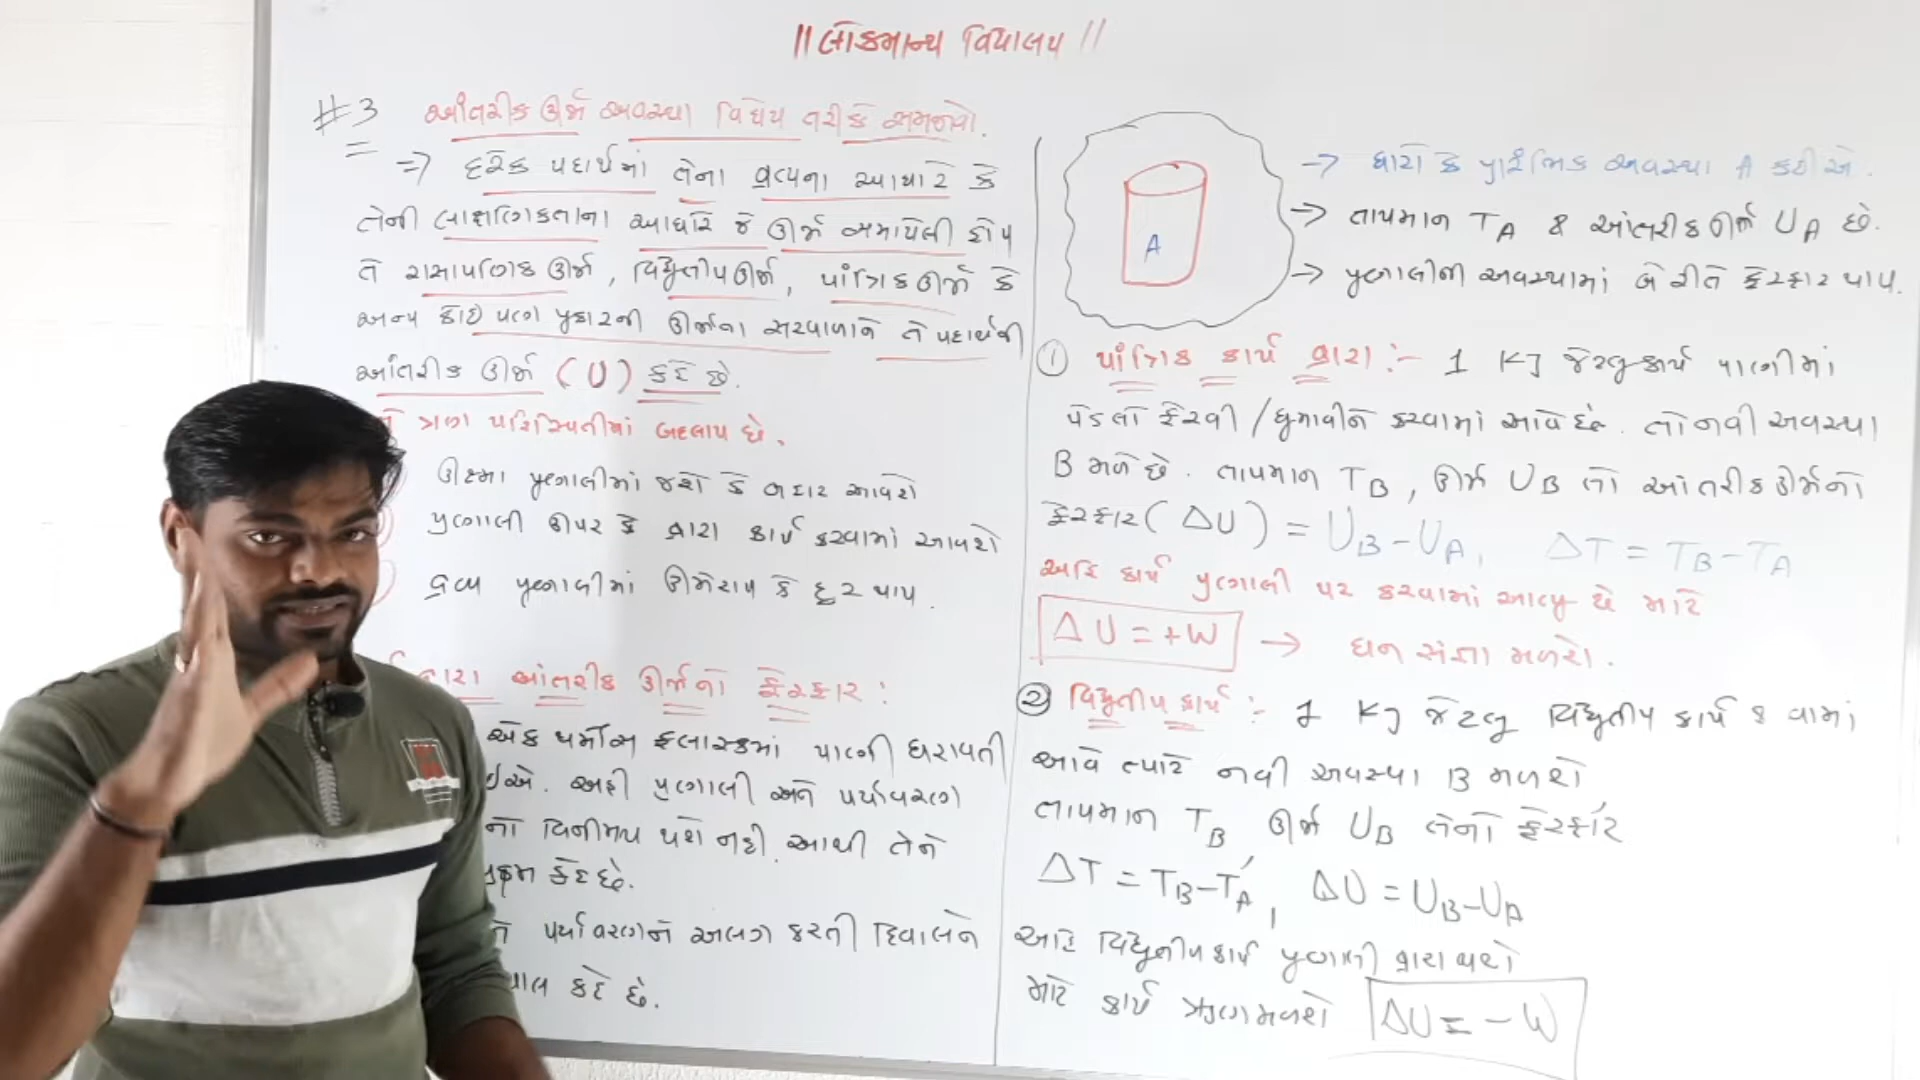 ||લોકમાન્ય વિદ્યાલય||
#3 આંતરીક ઊર્જા અવસ્થા વિધેય તરીકે સમજાવો.
=> દરેક પદાર્થમાં તેના દ્રવ્યના આધારે કે
તેની લાક્ષણિકતાના આધારે જે ઊર્જા સમાયેલી હોય
તે રાસાયણિક ઊર્જા, વિદ્યુતીય ઊર્જા, યાંત્રિક ઊર્જા કે
અન્ય કોઇ પણ પ્રકારની ઊર્જાના સરવાળાને તે પદાર્થની
આંતરીક ઊર્જા (U) કહે છે.
ત્રણ પરિસ્થિતીમાં બદલાય છે.
ઊષ્મા પ્રણાલીમાં જશે કે બહાર આવશે
પ્રણાલી ઊપર કે દ્વારા કાર્ય કરવામાં આવશે
દ્રવ્ય પ્રણાલીમાં ઊમેરાય કે દૂર થાય.
દ્વારા આંતરીક ઊર્જાનો ફેરફાર :
એક થર્મોસ ફ્લાસ્કમાં પાણી ધરાવતી
અહી પ્રણાલી અને પર્યાવરણ
નો વિનીમય થશે નહી. આથી તેને
કહે છે.
પર્યાવરણને અલગ કરતી દિવાલને
કહે છે.
A
-> ધારો કે પ્રારંભિક અવસ્થા A કહીએ.
-> તાપમાન TA & આંતરીક ઊર્જા UA છે.
-> પ્રણાલીની અવસ્થામાં બે રીતે ફેરફાર થાય.
① યાંત્રિક કાર્ય દ્વારા :- 1 KJ જેટલુ કાર્ય પાણીમાં
પેડલો ફેરવી / ઘુમાવીને કરવામાં આવે છે. તો નવી અવસ્થા
B મળે છે. તાપમાન TB, ઊર્જા UB તો આંતરીક ઊર્જાનો
ફેરફાર (ΔU) = UB-UA, ΔT = TB-TA
અહિ કાર્ય પ્રણાલી પર કરવામાં આવ્યુ છે માટે
ΔU = +W -> ધન સંજ્ઞા મળશે.
② વિદ્યુતીય કાર્ય :- 1 KJ જેટલુ વિદ્યુતીય કાર્ય
આવે ત્યારે નવી અવસ્થા B મળશે
તાપમાન TB ઊર્જા UB તેનો ફેરફાર
ΔT = TB-TA, ΔU = UB-UA
અહિ વિદ્યુતીય કાર્ય પ્રણાલી દ્વારા થશે
માટે કાર્ય ઋણ મળશે ΔU = -W